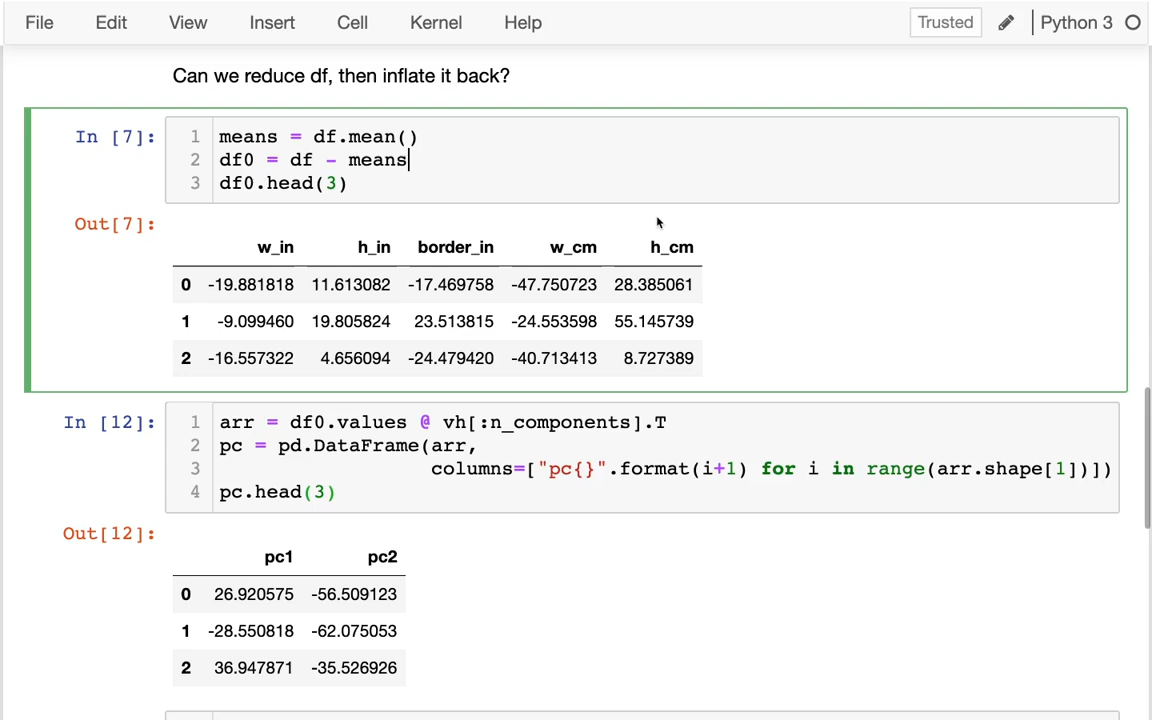 File Edit View Insert Cell Kernel Help Trusted Python 3
Can we reduce df, then inflate it back?
In [7]:
1 means = df.mean()
2 df0 = df - means
3 df0.head(3)
Out[7]:
w_in h_in border_in w_cm h_cm
0 -19.881818 11.613082 -17.469758 -47.750723 28.385061
1 -9.099460 19.805824 23.513815 -24.553598 55.145739
2 -16.557322 4.656094 -24.479420 -40.713413 8.727389
In [12]:
1 arr = df0.values @ vh[:n_components].T
2 pc = pd.DataFrame(arr,
3 columns=["pc{}".format(i+1) for i in range(arr.shape[1])])
4 pc.head(3)
Out[12]:
pc1 pc2
0 26.920575 -56.509123
1 -28.550818 -62.075053
2 36.947871 -35.526926